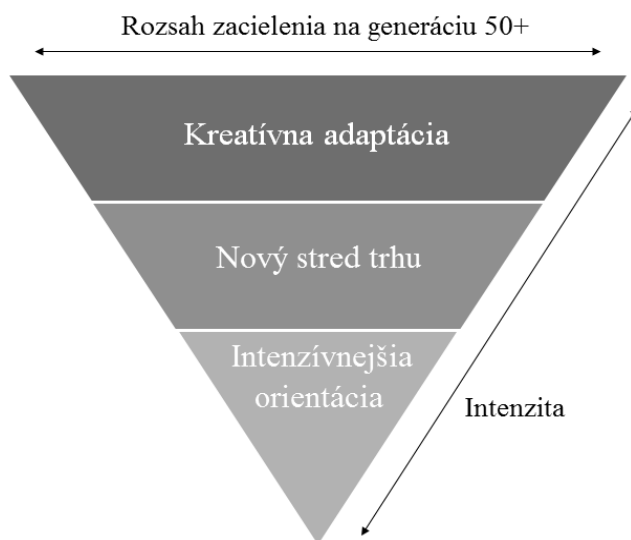 Rozsah zacielenia na generáciu 50+
Kreatívna adaptácia
Nový stred trhu
Intenzívnejšia
orientácia
Intenzita